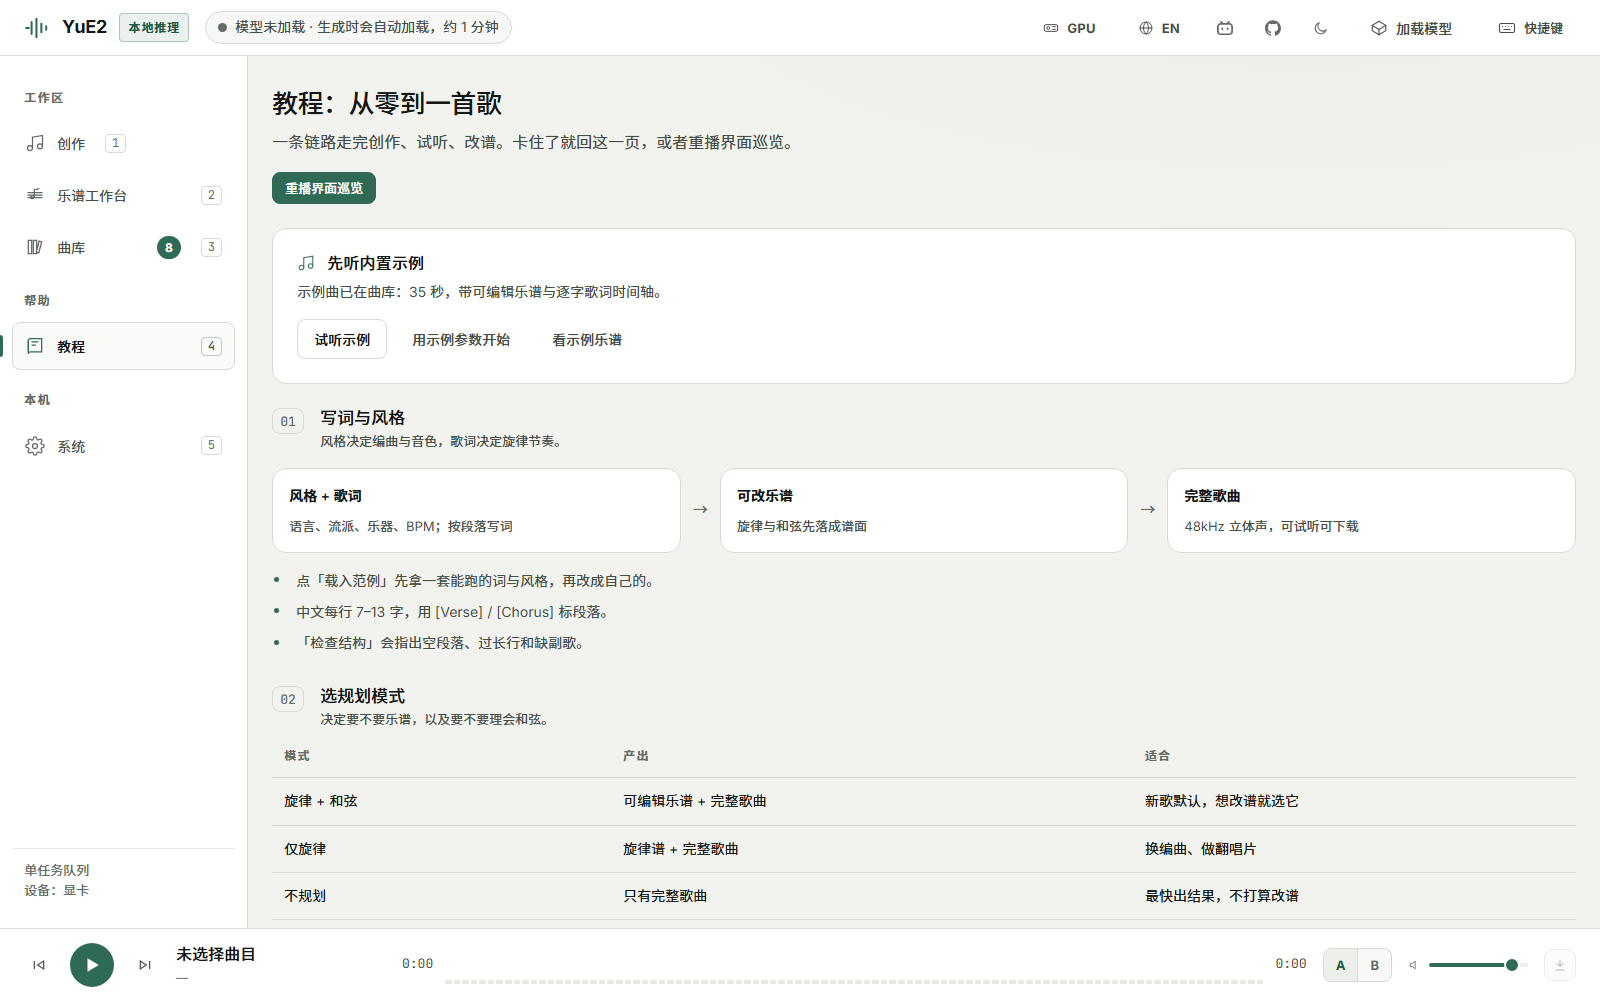 YuE2
本地推理
模型未加载 · 生成时会自动加载，约 1 分钟
GPU
EN
加载模型
快捷键
工作区
创作 1
乐谱工作台 2
曲库 8 3
帮助
教程 4
本机
系统 5
单任务队列
设备：显卡
教程：从零到一首歌
一条链路走完创作、试听、改谱。卡住了就回这一页，或者重播界面巡览。
重播界面巡览
先听内置示例
示例曲已在曲库：35 秒，带可编辑乐谱与逐字歌词时间轴。
试听示例 用示例参数开始 看示例乐谱
01 写词与风格
风格决定编曲与音色，歌词决定旋律节奏。
风格 + 歌词
语言、流派、乐器、BPM；按段落写词
→
可改乐谱
旋律与和弦先落成谱面
→
完整歌曲
48kHz 立体声，可试听可下载
• 点「载入范例」先拿一套能跑的词与风格，再改成自己的。
• 中文每行 7–13 字，用 [Verse] / [Chorus] 标段落。
• 「检查结构」会指出空段落、过长行和缺副歌。
02 选规划模式
决定要不要乐谱，以及要不要理会和弦。
模式 产出 适合
旋律 + 和弦 可编辑乐谱 + 完整歌曲 新歌默认，想改谱就选它
仅旋律 旋律谱 + 完整歌曲 换编曲、做翻唱片
不规划 只有完整歌曲 最快出结果，不打算改谱
未选择曲目
—
0:00
0:00
A B